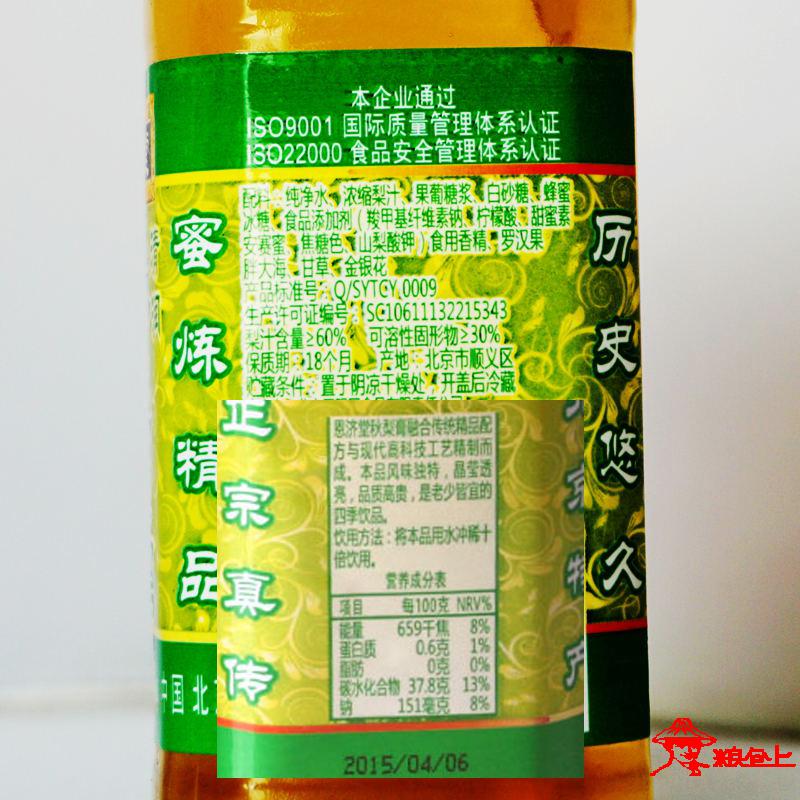 本企业通过
ISO9001 国际质量管理体系认证
ISO22000 食品安全管理体系认证
配料：纯净水、浓缩梨汁、果葡糖浆、白砂糖、蜂蜜
冰糖、食品添加剂（羧甲基纤维素钠、柠檬酸、甜蜜素
安赛蜜、焦糖色、山梨酸钾）食用香精、罗汉果
胖大海、甘草、金银花
产品标准号：Q/SYTCY 0009
生产许可证编号：SC10611132215343
梨汁含量≥60% 可溶性固形物≥30%
保质期：18个月 产地：北京市顺义区
贮藏条件：置于阴凉干燥处、开盖后冷藏
蜜炼精品
历史悠久
正宗真传
京特产
恩济堂秋梨膏融合传统精品配
方与现代高科技工艺精制而
成。本品风味独特，晶莹透
亮，品质高贵，是老少皆宜的
四季饮品。
饮用方法：将本品用水冲稀十
倍饮用。
营养成分表
项目 每100克 NRV%
能量 659千焦 8%
蛋白质 0.6克 1%
脂肪 0克 0%
碳水化合物 37.8克 13%
钠 151毫克 8%
中国 北
2015/04/06
粮仓上